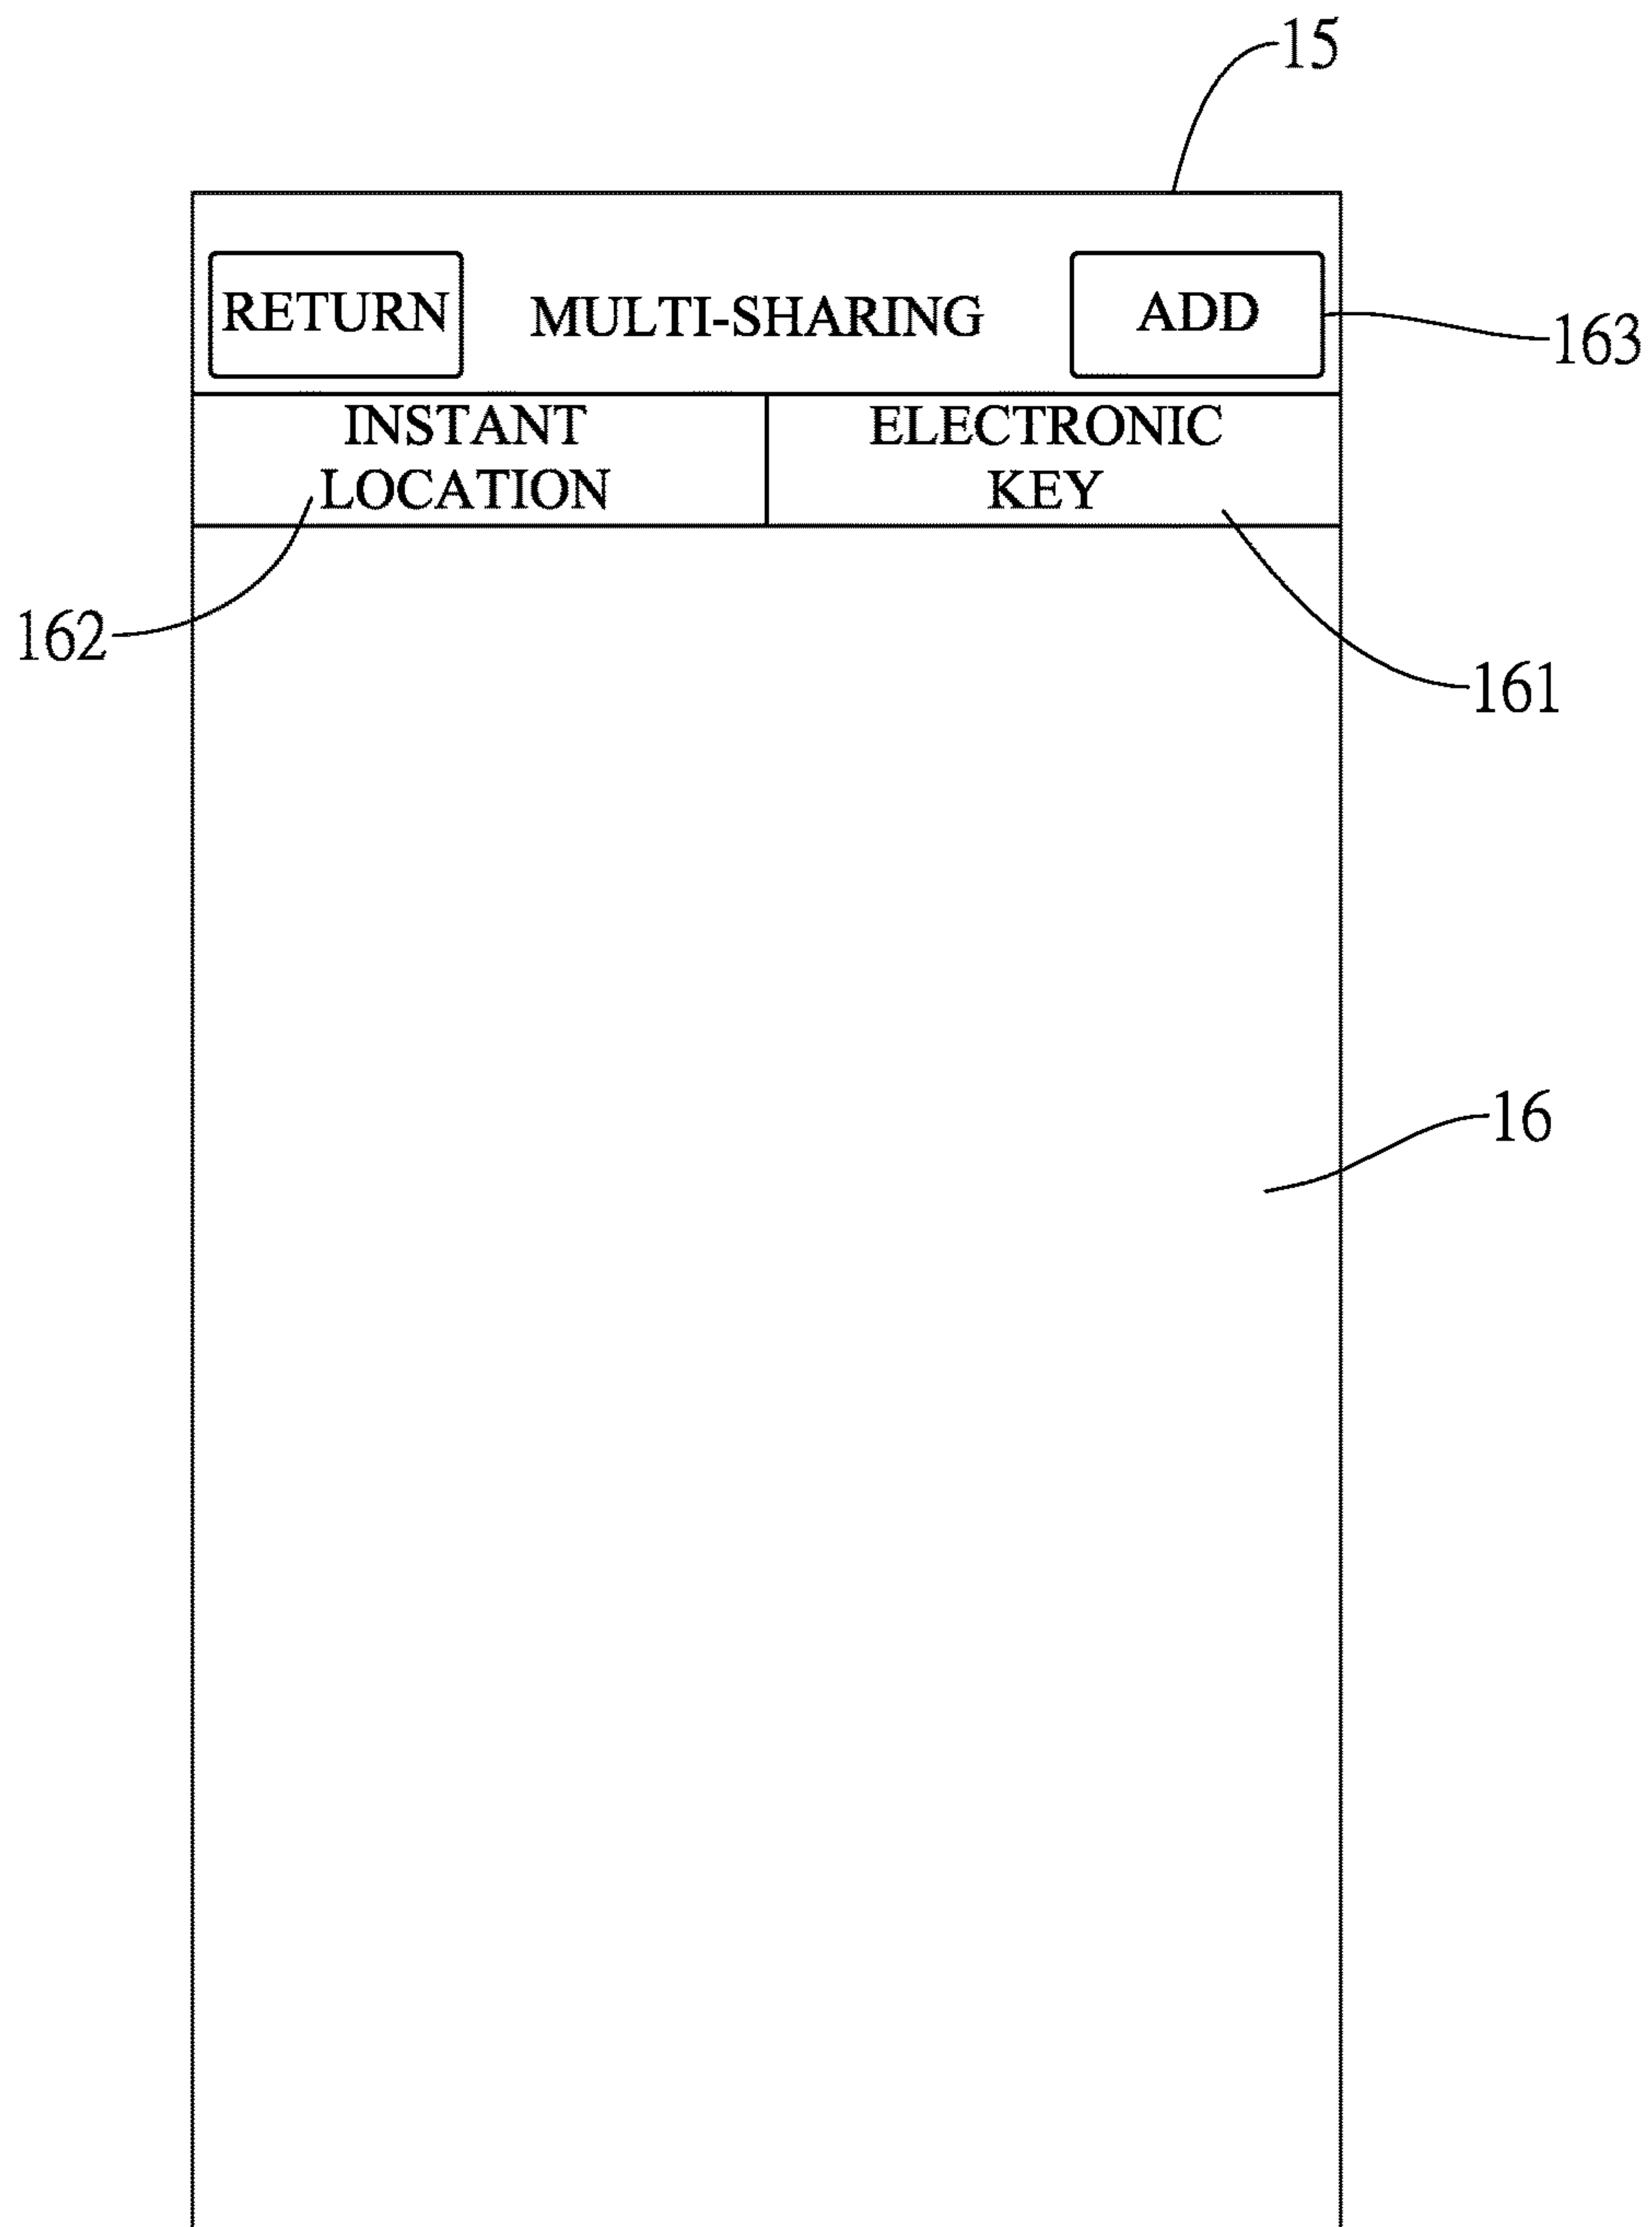 15
RETURN MULTI-SHARING ADD
163
INSTANT LOCATION
ELECTRONIC KEY
162
161
16